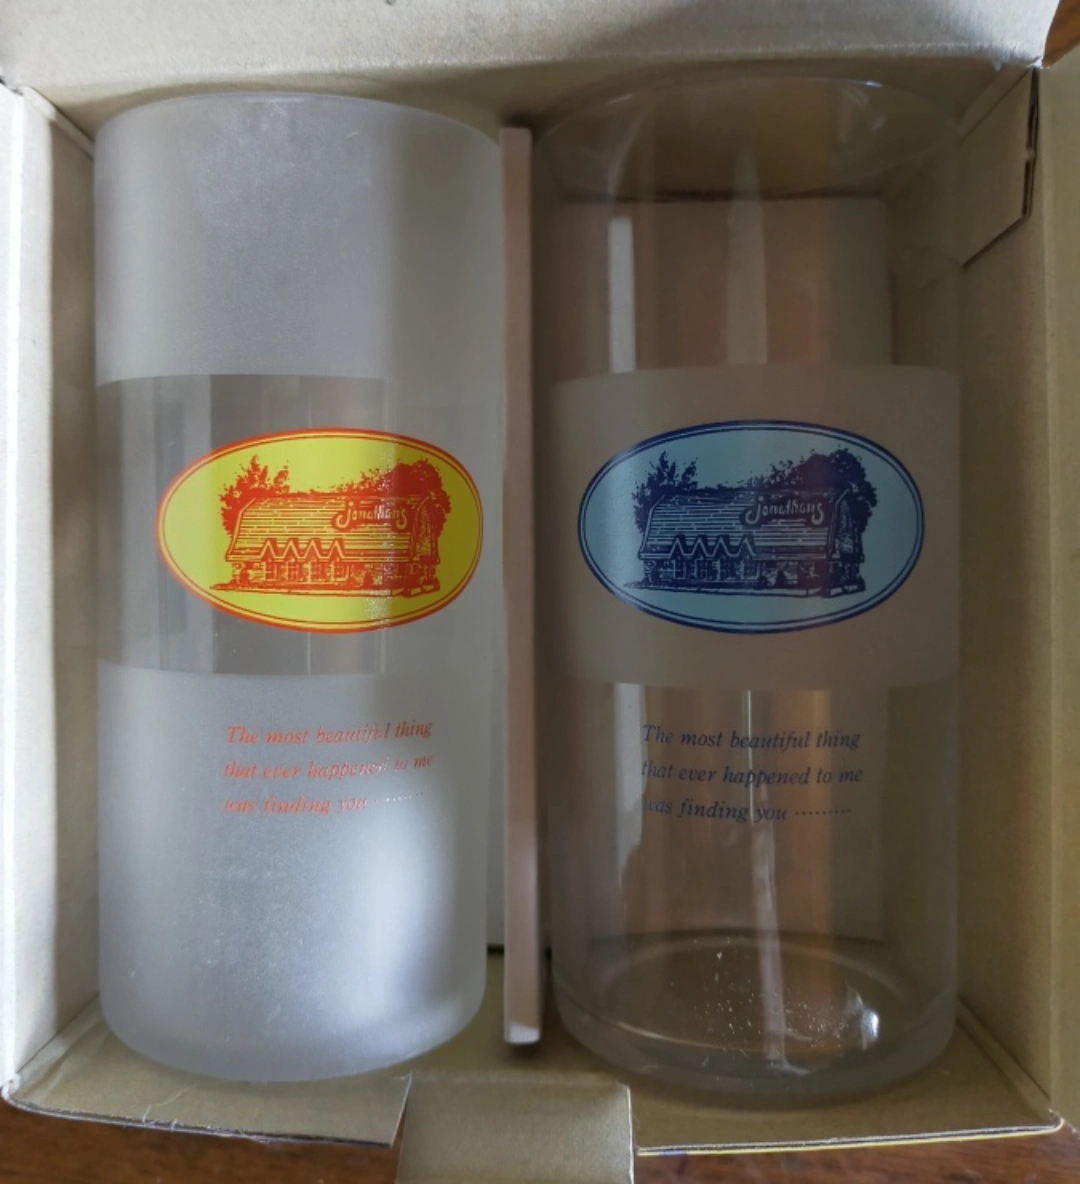 Jonathan's
The most beautiful thing
that ever happened to me
was finding you ·········
Jonathan's
The most beautiful thing
that ever happened to me
was finding you ·········